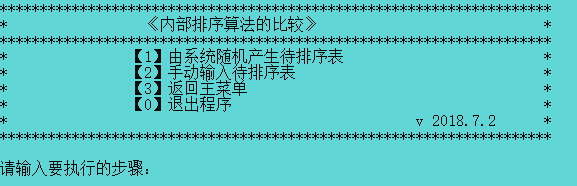 ********************************************************************
* 《内部排序算法的比较》 *
********************************************************************
* 【1】由系统随机产生待排序表 *
* 【2】手动输入待排序表 *
* 【3】返回主菜单 *
* 【0】退出程序 *
* v 2018.7.2 *
********************************************************************
请输入要执行的步骤: